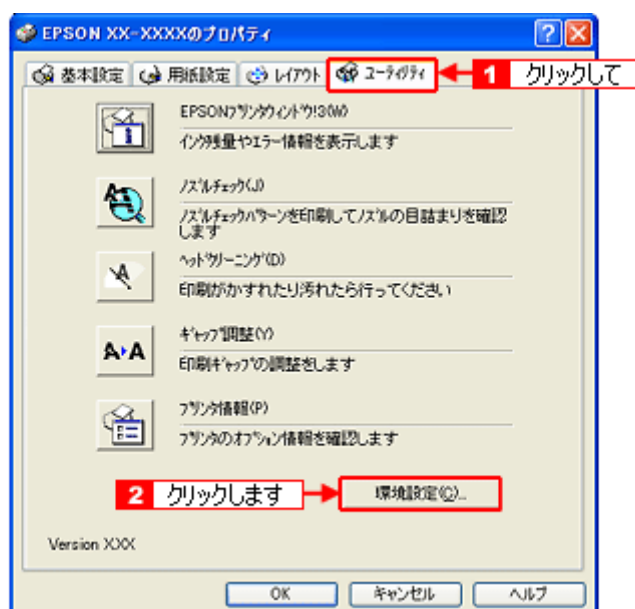 EPSON XX-XXXXのプロパティ
基本設定 用紙設定 レイアウト ユーティリティ 1 クリックして
EPSONプリンタウィンドウ!3(W)
インク残量やエラー情報を表示します
ノズルチェック(J)
ノズルチェックパターンを印刷してノズルの目詰まりを確認
します
ヘッドクリーニング(D)
印刷がかすれたり汚れたら行ってください
ギャップ調整(Y)
印刷ギャップの調整をします
プリンタ情報(P)
プリンタのオプション情報を確認します
2 クリックします 環境設定(C)...
Version X.XX
OK キャンセル ヘルプ